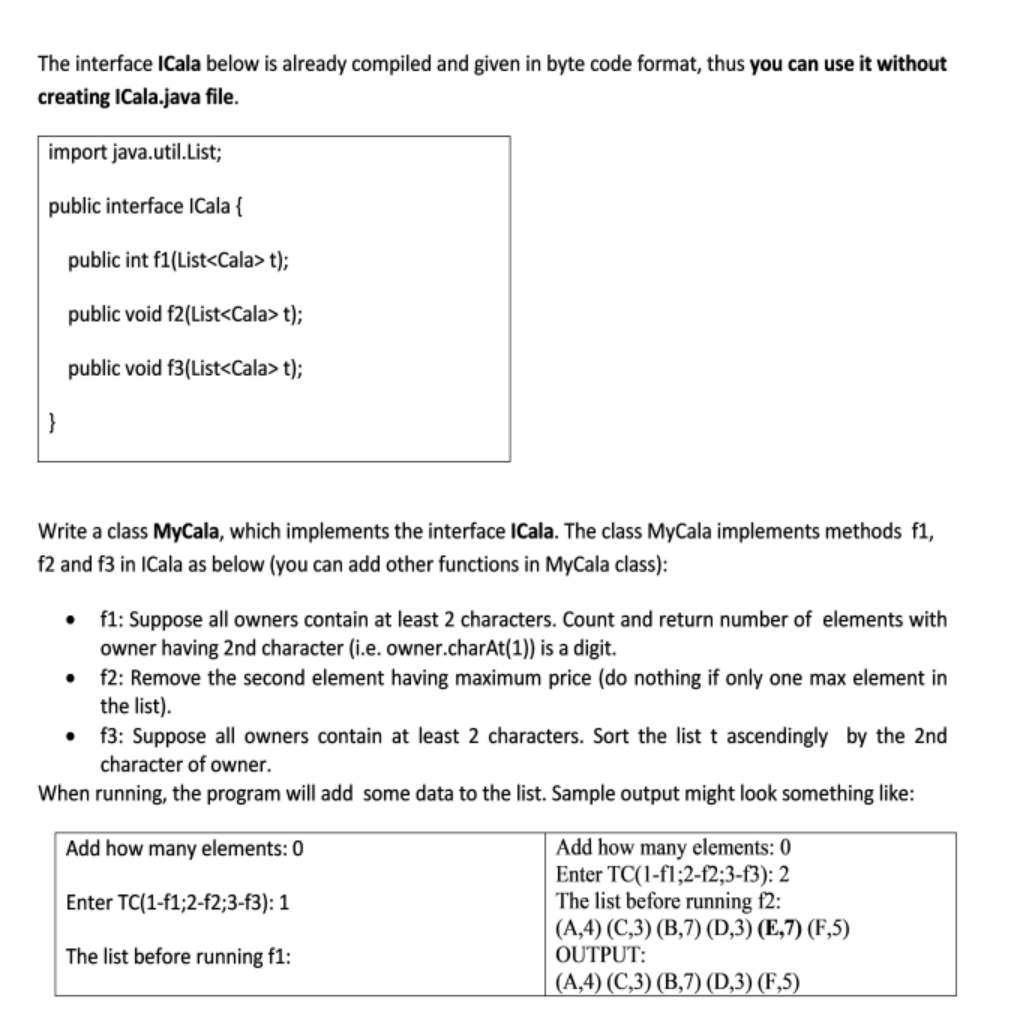 The interface ICala below is already compiled and given in byte code format, thus you can use it without
creating ICala.java file.
import java.util.List;
public interface ICala {
public int f1(List<Cala> t);
public void f2(List<Cala> t);
public void f3(List<Cala> t);
}
Write a class MyCala, which implements the interface ICala. The class MyCala implements methods f1,
f2 and f3 in ICala as below (you can add other functions in MyCala class):
• f1: Suppose all owners contain at least 2 characters. Count and return number of elements with
owner having 2nd character (i.e. owner.charAt(1)) is a digit.
• f2: Remove the second element having maximum price (do nothing if only one max element in
the list).
• f3: Suppose all owners contain at least 2 characters. Sort the list t ascendingly by the 2nd
character of owner.
When running, the program will add some data to the list. Sample output might look something like:
Add how many elements: 0
Enter TC(1-f1;2-f2;3-f3): 1
The list before running f1:
Add how many elements: 0
Enter TC(1-f1;2-f2;3-f3): 2
The list before running f2:
(A,4) (C,3) (B,7) (D,3) (E,7) (F,5)
OUTPUT:
(A,4) (C,3) (B,7) (D,3) (F,5)